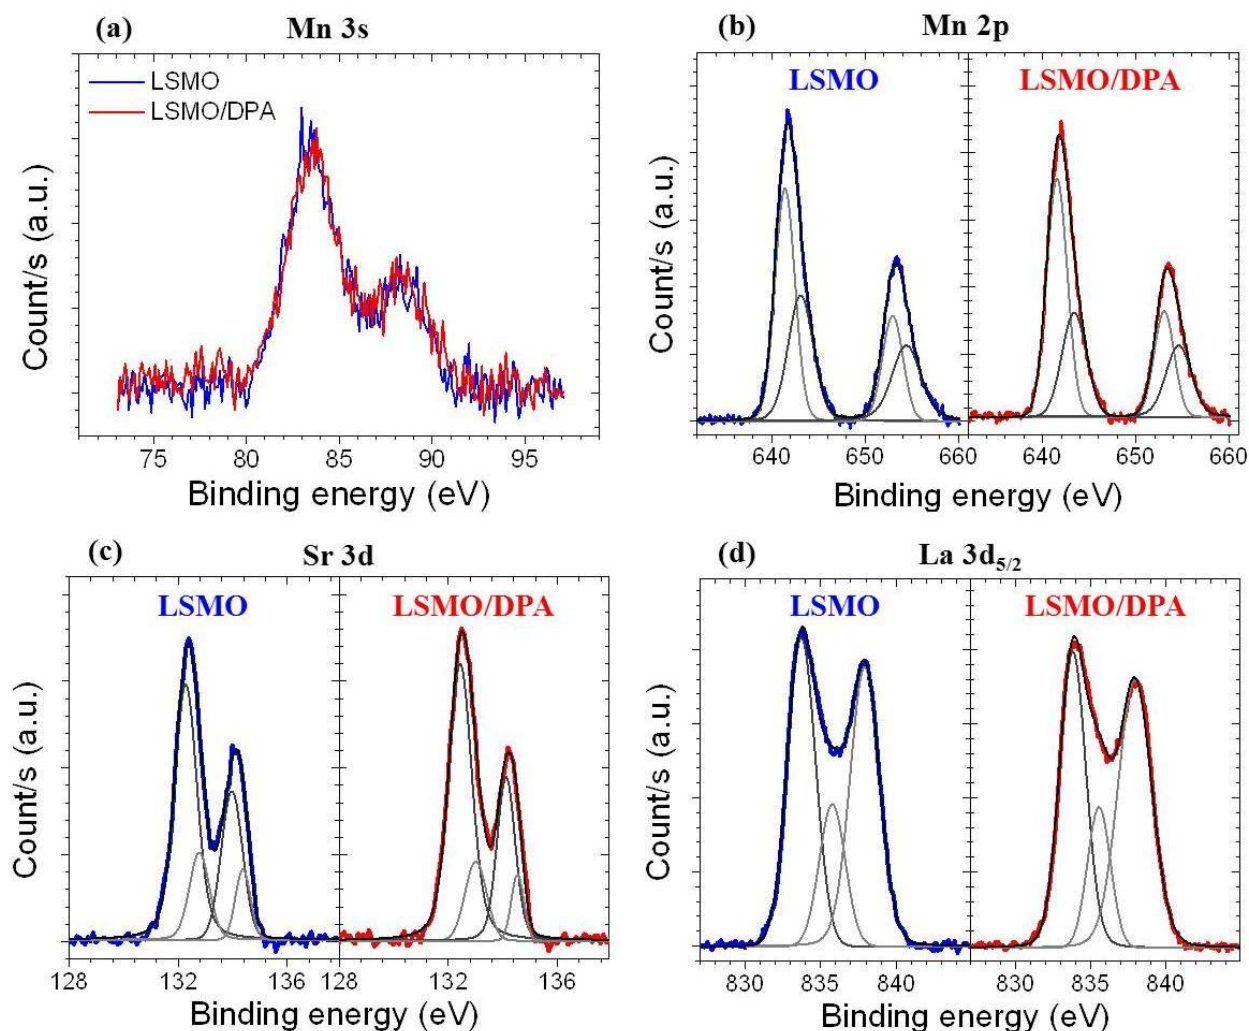 (a) Mn 3s
LSMO
LSMO/DPA
Count/s (a.u.)
75 80 85 90 95
Binding energy (eV)
(b) Mn 2p
LSMO LSMO/DPA
Count/s (a.u.)
640 650 660 640 650 660
Binding energy (eV)
(c) Sr 3d
LSMO LSMO/DPA
Count/s (a.u.)
128 132 136 128 132 136
Binding energy (eV)
(d) La 3d5/2
LSMO LSMO/DPA
Count/s (a.u.)
830 835 840 830 835 840
Binding energy (eV)